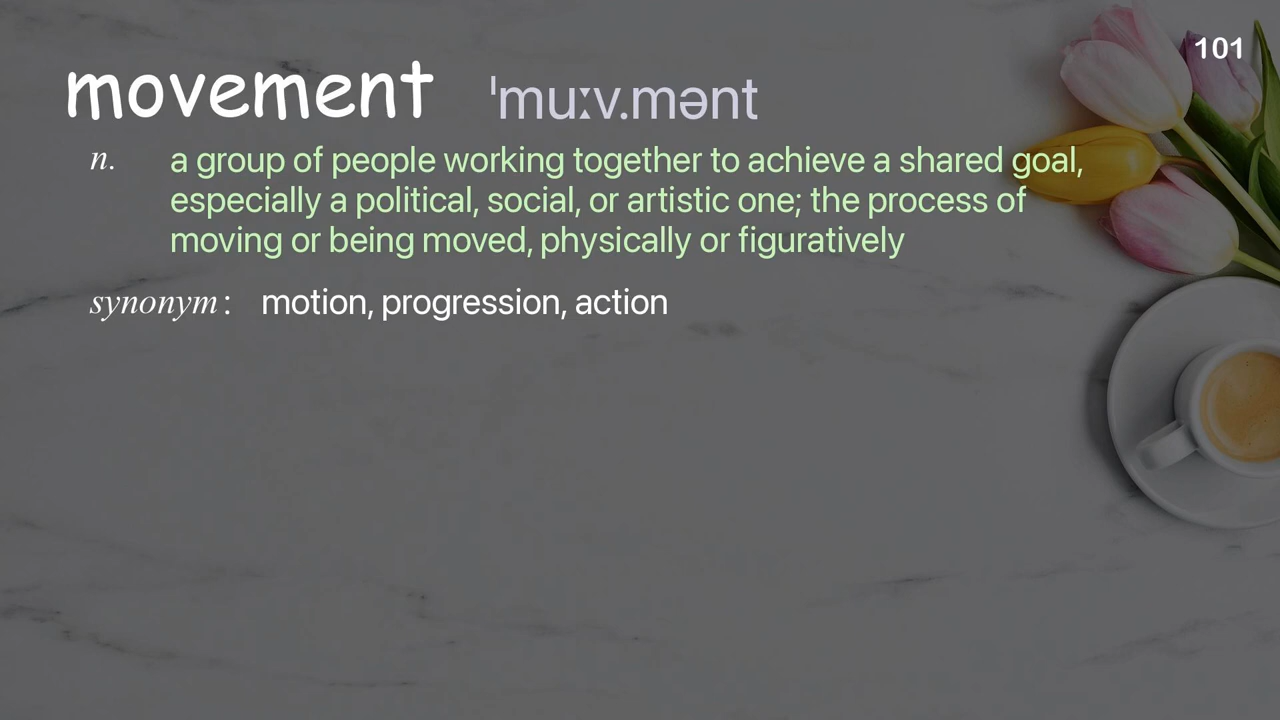 101
movement ˈmuːv.mənt
n. a group of people working together to achieve a shared goal,
especially a political, social, or artistic one; the process of
moving or being moved, physically or figuratively
synonym: motion, progression, action